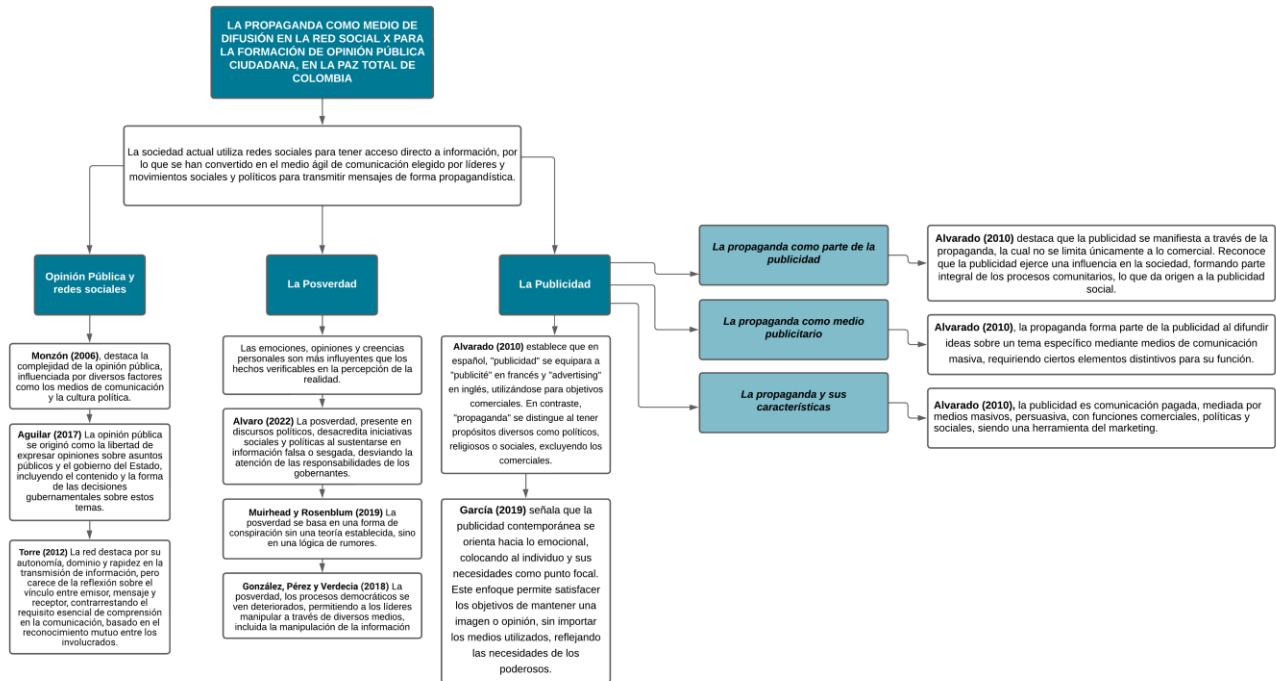 LA PROPAGANDA COMO MEDIO DE
DIFUSIÓN EN LA RED SOCIAL X PARA
LA FORMACIÓN DE OPINIÓN PÚBLICA
CIUDADANA, EN LA PAZ TOTAL DE
COLOMBIA
La sociedad actual utiliza redes sociales para tener acceso directo a información, por
lo que se han convertido en el medio ágil de comunicación elegido por líderes y
movimientos sociales y políticos para transmitir mensajes de forma propagandística.
Opinión Pública y
redes sociales
Monzón (2006), destaca la
complejidad de la opinión pública,
influenciada por diversos factores
como los medios de comunicación
y la cultura política.
Aguilar (2017) La opinión pública
se originó como la libertad de
expresar opiniones sobre asuntos
públicos y el gobierno del Estado,
incluyendo el contenido y la forma
de las decisiones
gubernamentales sobre estos
temas.
Torre (2012) La red destaca por su
autonomía, dominio y rapidez en la
transmisión de información, pero
carece de la reflexión sobre el
vínculo entre emisor, mensaje y
receptor, contrarrestando el
requisito esencial de comprensión
en la comunicación, basado en el
reconocimiento mutuo entre los
involucrados.
La Posverdad
Las emociones, opiniones y creencias
personales son más influyentes que los
hechos verificables en la percepción de la
realidad.
Alvaro (2022) La posverdad, presente en
discursos políticos, desacredita iniciativas
sociales y políticas al sustentarse en
información falsa o sesgada, desviando la
atención de las responsabilidades de los
gobernantes.
Muirhead y Rosenblum (2019) La
posverdad se basa en una forma de
conspiración sin una teoría establecida, sino
en una lógica de rumores.
González, Pérez y Verdecia (2018) La
posverdad, los procesos democráticos se
ven deteriorados, permitiendo a los líderes
manipular a través de diversos medios,
incluida la manipulación de la información
La Publicidad
Alvarado (2010) establece que en
español, "publicidad" se equipara a
"publicité" en francés y "advertising"
en inglés, utilizándose para objetivos
comerciales. En contraste,
"propaganda" se distingue al tener
propósitos diversos como políticos,
religiosos o sociales, excluyendo los
comerciales.
García (2019) señala que la
publicidad contemporánea se
orienta hacia lo emocional,
colocando al individuo y sus
necesidades como punto focal.
Este enfoque permite satisfacer
los objetivos de mantener una
imagen o opinión, sin importar
los medios utilizados, reflejando
las necesidades de los
poderosos.
La propaganda como parte de la
publicidad
Alvarado (2010) destaca que la publicidad se manifiesta a través de la
propaganda, la cual no se limita únicamente a lo comercial. Reconoce
que la publicidad ejerce una influencia en la sociedad, formando parte
integral de los procesos comunitarios, lo que da origen a la publicidad
social.
La propaganda como medio
publicitario
Alvarado (2010), la propaganda forma parte de la publicidad al difundir
ideas sobre un tema específico mediante medios de comunicación
masiva, requiriendo ciertos elementos distintivos para su función.
La propaganda y sus
características
Alvarado (2010), la publicidad es comunicación pagada, mediada por
medios masivos, persuasiva, con funciones comerciales, políticas y
sociales, siendo una herramienta del marketing.